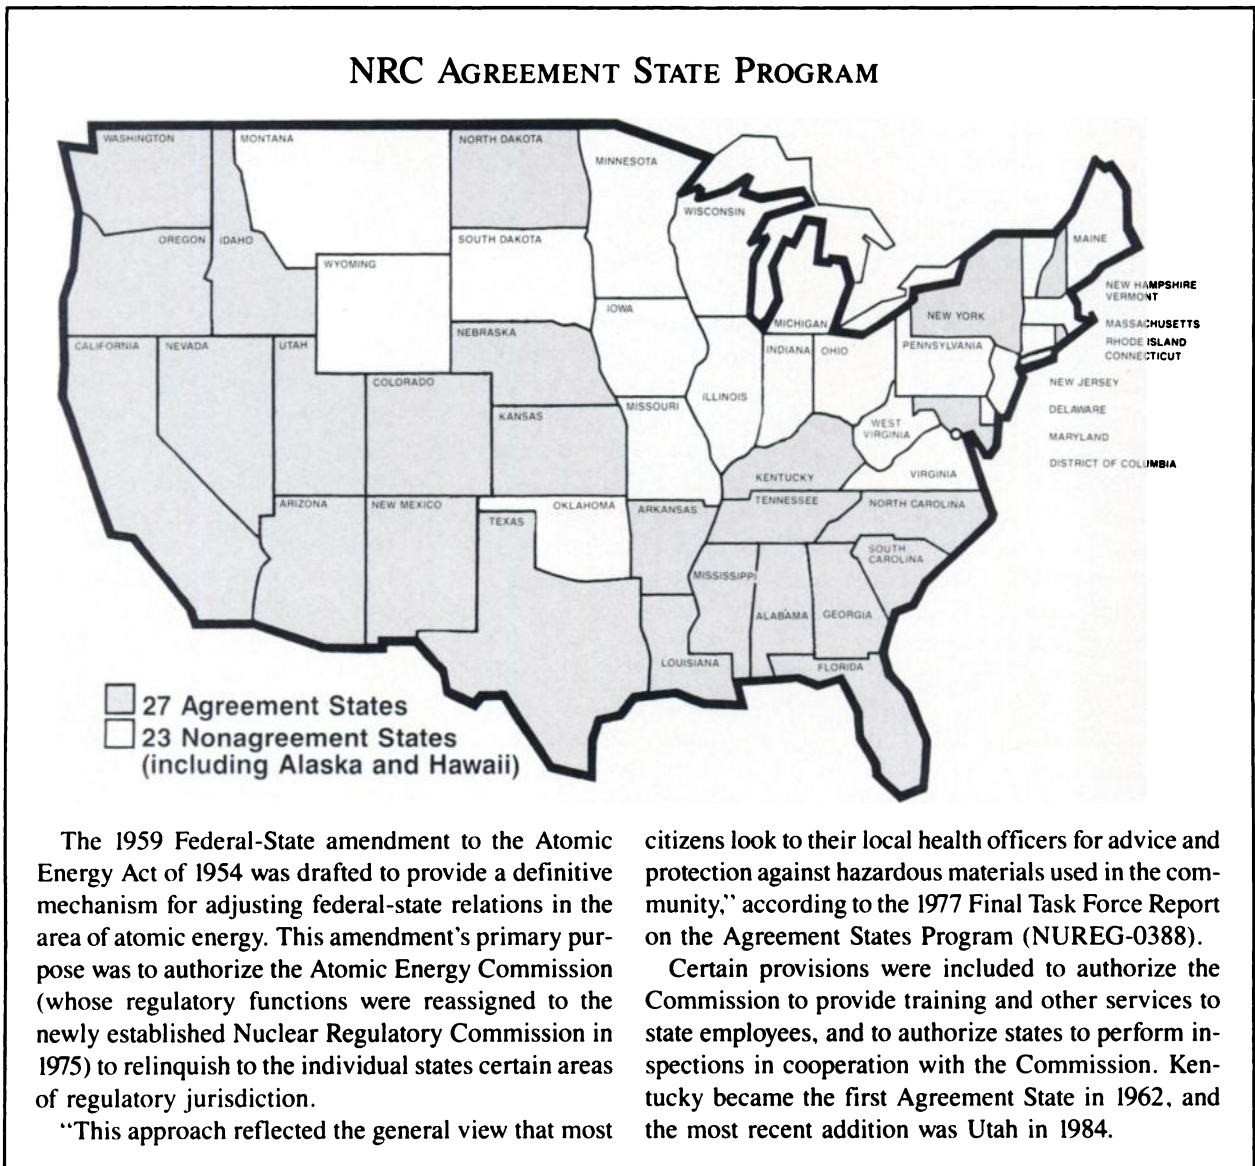 NRC AGREEMENT STATE PROGRAM
WASHINGTON
MONTANA
NORTH DAKOTA
MINNESOTA
WISCONSIN
OREGON
IDAHO
SOUTH DAKOTA
MAINE
WYOMING
NEW HAMPSHIRE
VERMONT
IOWA
NEW YORK
MICHIGAN
MASSACHUSETTS
NEBRASKA
RHODE ISLAND
CALIFORNIA
NEVADA
UTAH
INDIANA
OHIO
PENNSYLVANIA
CONNECTICUT
COLORADO
NEW JERSEY
ILLINOIS
MISSOURI
KANSAS
DELAWARE
WEST
VIRGINIA
MARYLAND
KENTUCKY
VIRGINIA
DISTRICT OF COLUMBIA
ARIZONA
NEW MEXICO
OKLAHOMA
TENNESSEE
NORTH CAROLINA
TEXAS
ARKANSAS
SOUTH
CAROLINA
MISSISSIPPI
ALABAMA
GEORGIA
LOUISIANA
FLORIDA
27 Agreement States
23 Nonagreement States
(including Alaska and Hawaii)
The 1959 Federal-State amendment to the Atomic
Energy Act of 1954 was drafted to provide a definitive
mechanism for adjusting federal-state relations in the
area of atomic energy. This amendment's primary pur-
pose was to authorize the Atomic Energy Commission
(whose regulatory functions were reassigned to the
newly established Nuclear Regulatory Commission in
1975) to relinquish to the individual states certain areas
of regulatory jurisdiction.
"This approach reflected the general view that most
citizens look to their local health officers for advice and
protection against hazardous materials used in the com-
munity," according to the 1977 Final Task Force Report
on the Agreement States Program (NUREG-0388).
Certain provisions were included to authorize the
Commission to provide training and other services to
state employees, and to authorize states to perform in-
spections in cooperation with the Commission. Ken-
tucky became the first Agreement State in 1962, and
the most recent addition was Utah in 1984.